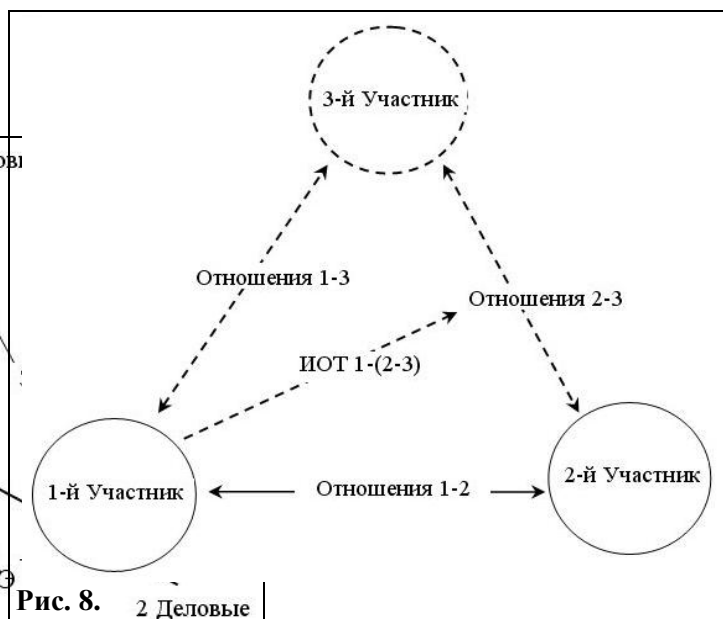 3-й Участник
Отношения 1-3
Отношения 2-3
ИОТ 1-(2-3)
1-й Участник
Отношения 1-2
2-й Участник
Рис. 8.
2 Деловые